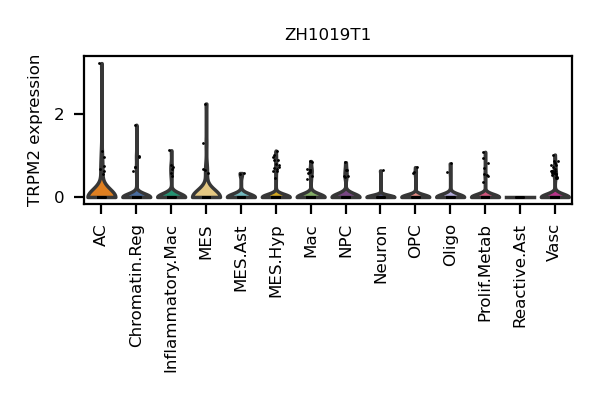 ZH1019T1
TRPM2 expression
2
0
AC
Chromatin.Reg
Inflammatory.Mac
MES
MES.Ast
MES.Hyp
Mac
NPC
Neuron
OPC
Oligo
Prolif.Metab
Reactive.Ast
Vasc